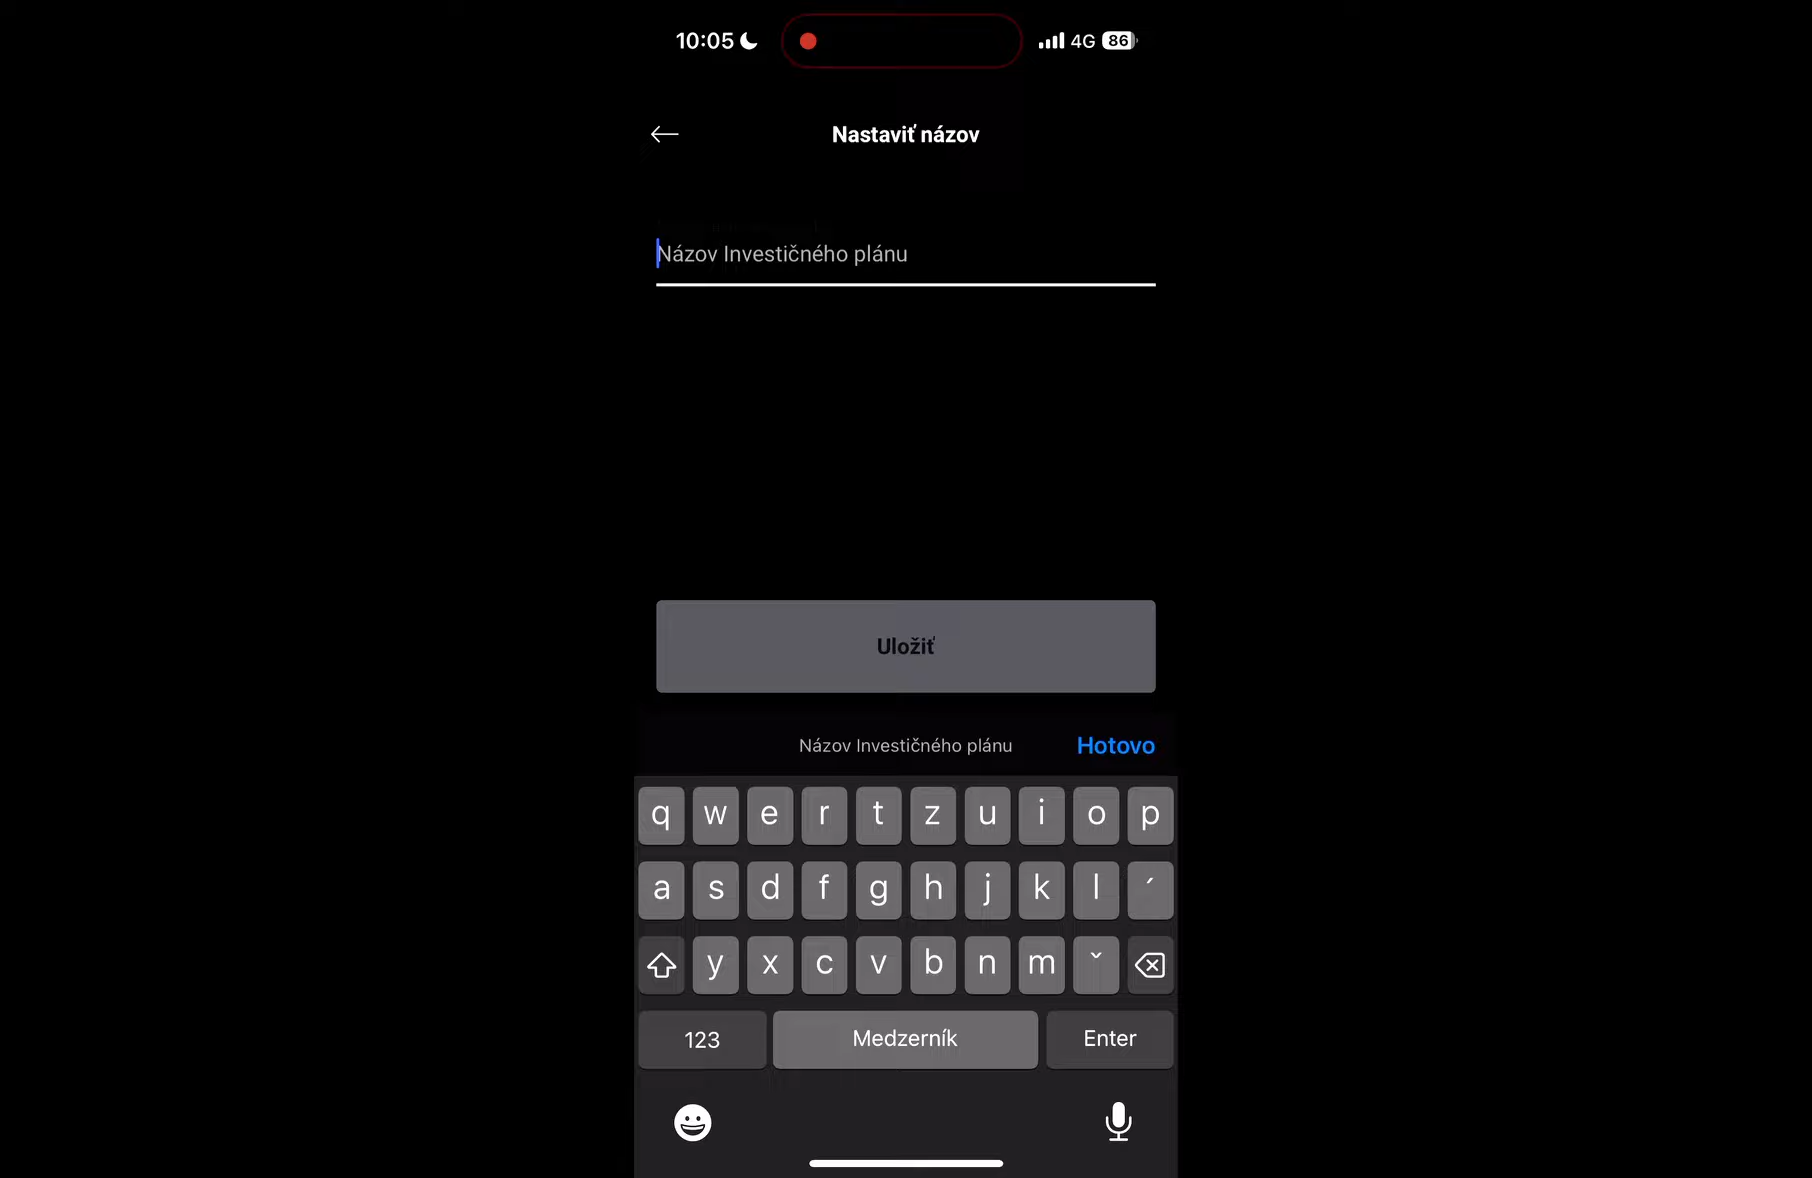 10:05 4G 86
Nastaviť názov
Názov Investičného plánu
Uložiť
Názov Investičného plánu Hotovo
q w e r t z u i o p
a s d f g h j k l ´
y x c v b n m ˇ
123 Medzerník Enter